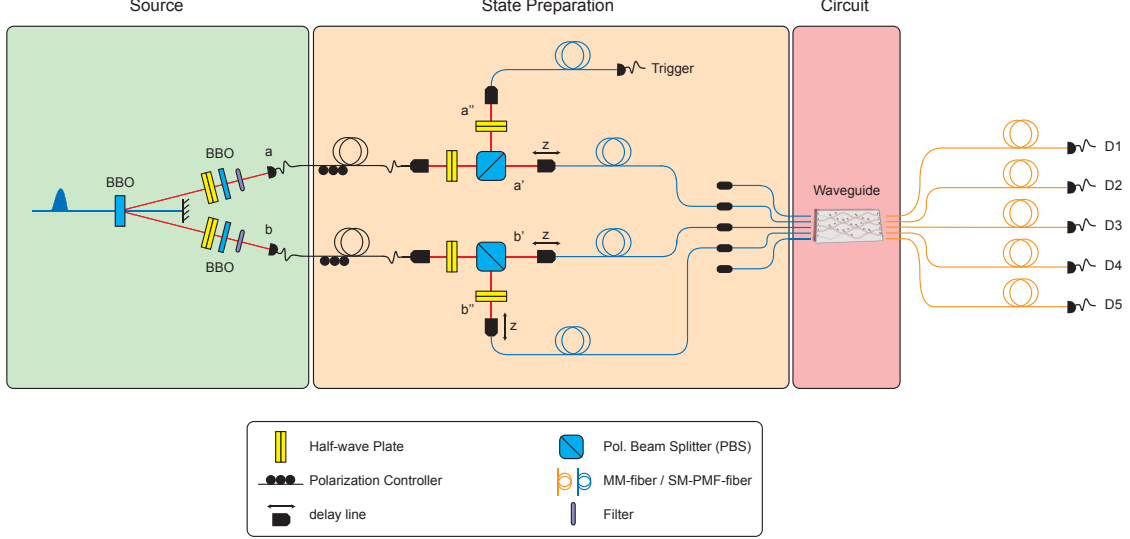 Source
State Preparation
Circuit
Trigger
a''
BBO
a
z
D1
BBO
a'
Waveguide
D2
b
b'
z
D3
BBO
b''
z
D4
D5
Half-wave Plate
Pol. Beam Splitter (PBS)
Polarization Controller
MM-fiber / SM-PMF-fiber
delay line
Filter